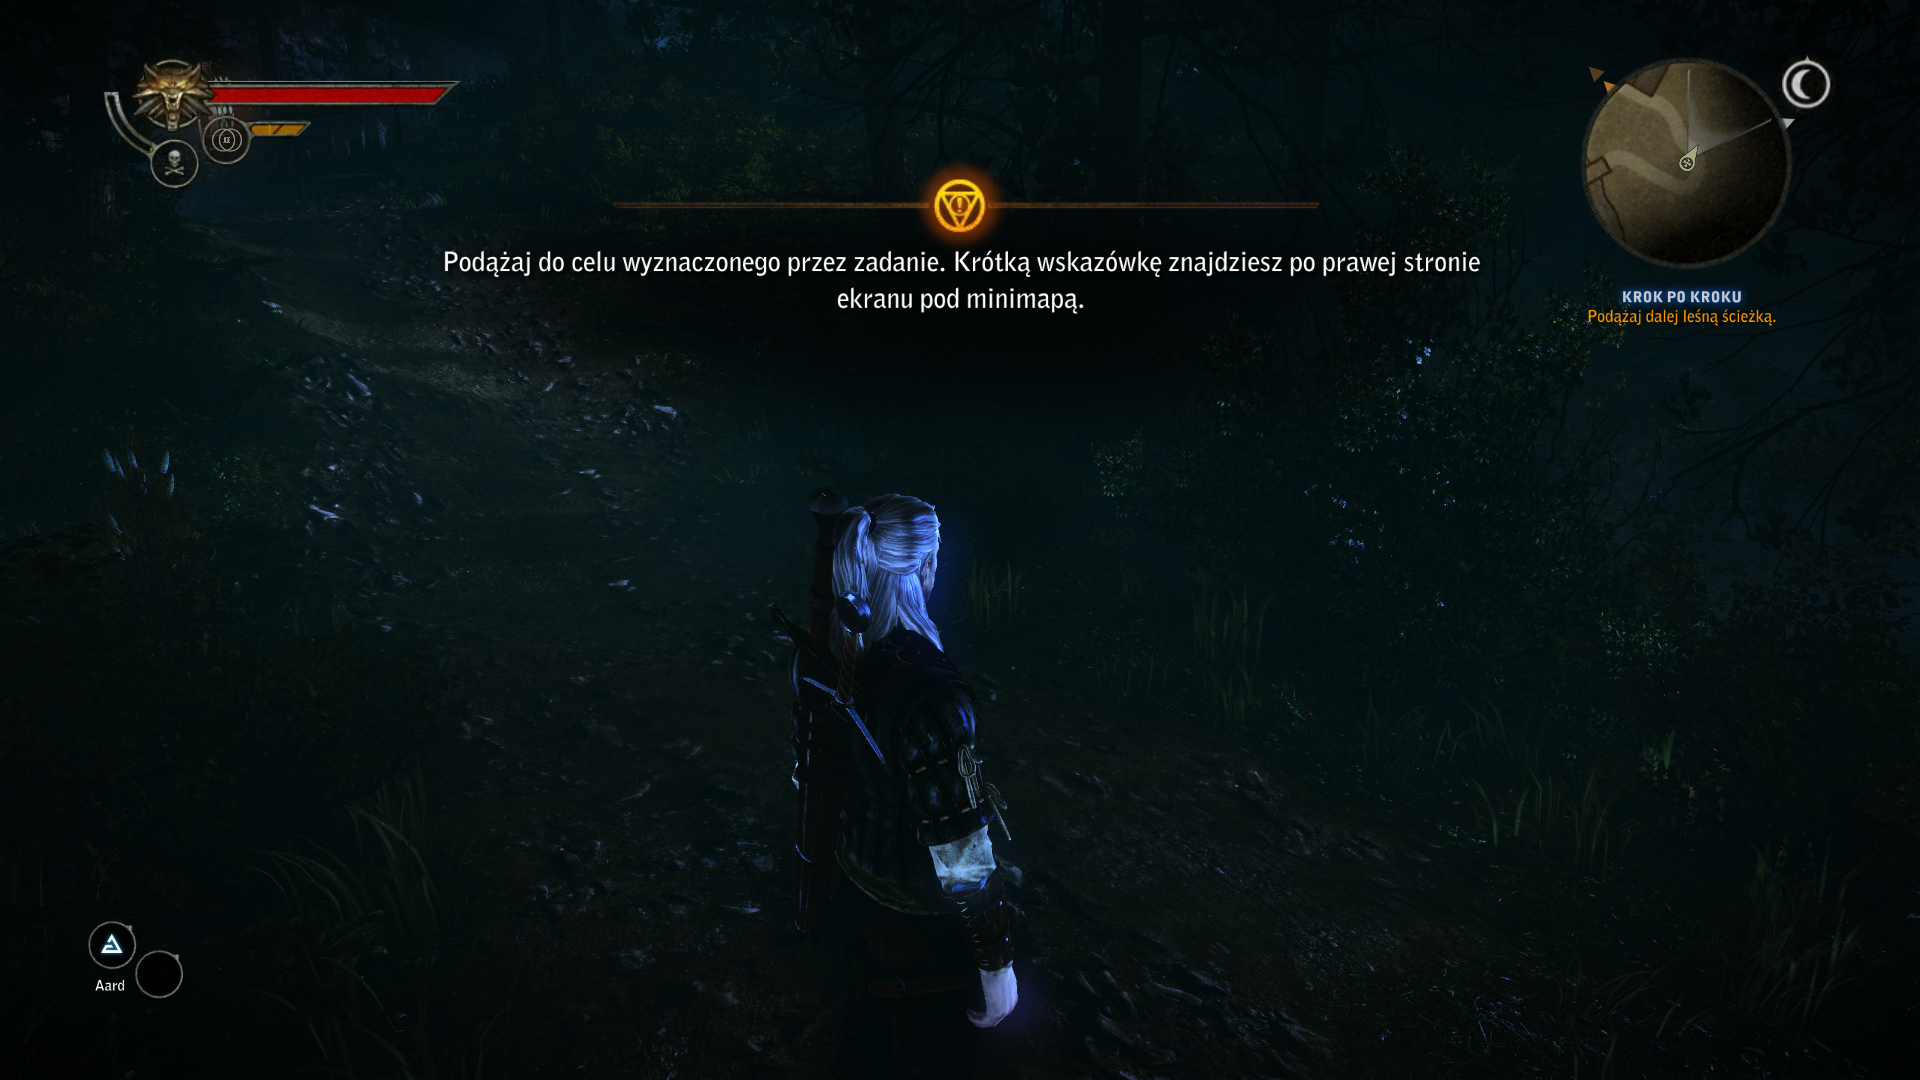 Podążaj do celu wyznaczonego przez zadanie. Krótką wskazówkę znajdziesz po prawej stronie
ekranu pod minimapą.
KROK PO KROKU
Podążaj dalej leśną ścieżką.
Aard